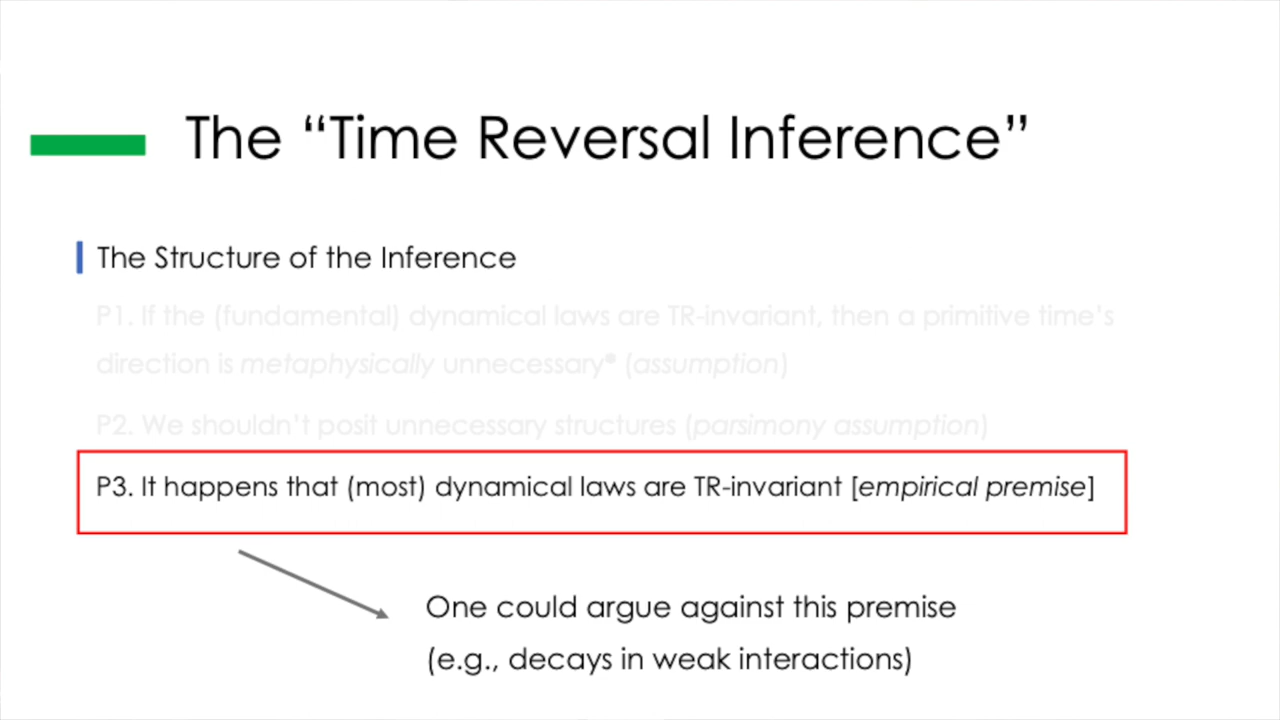 The “Time Reversal Inference”
The Structure of the Inference
P1. If the (fundamental) dynamical laws are TR-invariant, then a primitive time’s
direction is metaphysically unnecessary* (assumption)
P2. We shouldn’t posit unnecessary structures (parsimony assumption)
P3. It happens that (most) dynamical laws are TR-invariant [empirical premise]
One could argue against this premise
(e.g., decays in weak interactions)